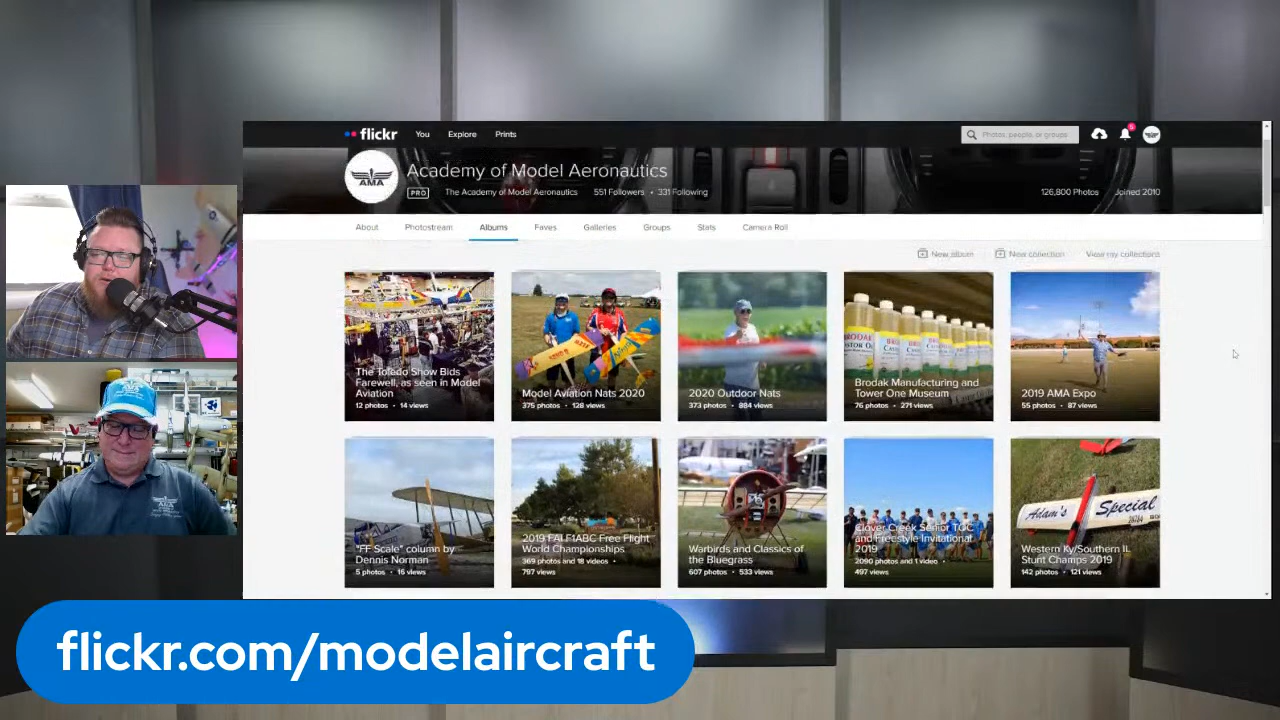 flickr
You
Explore
Prints
Photos, people, or groups
5
AMA
Academy of Model Aeronautics
PRO
The Academy of Model Aeronautics
551 Followers • 331 Following
126,800 Photos
Joined 2010
About
Photostream
Albums
Faves
Galleries
Groups
Stats
Camera Roll
New album
New collection
View my collections
The Toledo Show Bids
Farewell, as seen in Model
Aviation
12 photos • 14 views
Model Aviation Nats 2020
375 photos • 128 views
2020 Outdoor Nats
373 photos • 884 views
Brodak Manufacturing and
Tower One Museum
76 photos • 271 views
2019 AMA Expo
55 photos • 87 views
"FF Scale" column by
Dennis Norman
5 photos • 16 views
2019 FAI F1ABC Free Flight
World Championships
369 photos and 18 videos •
797 views
Warbirds and Classics of
the Bluegrass
607 photos • 533 views
Clover Creek Senior TOC
and Freestyle Invitational
2019
2090 photos and 1 video •
497 views
Adam's Special
Western Ky/Southern IL
Stunt Champs 2019
142 photos • 121 views
AMA
flickr.com/modelaircraft